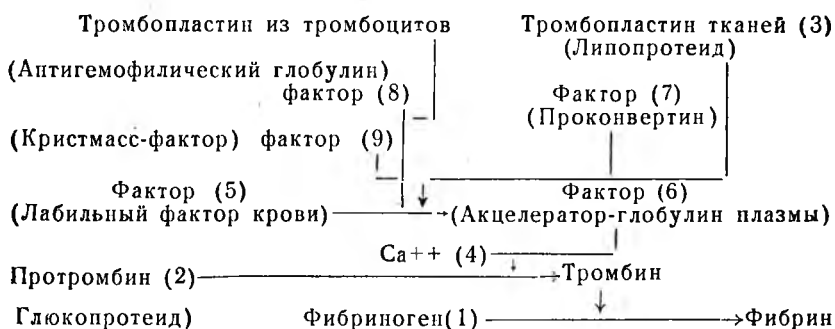 Тромбопластин из тромбоцитов Тромбопластин тканей (3)
(Липопротеид)
(Аптигемофилический глобулин)
фактор (8) Фактор (7)
(Проконвертин)
(Кристмасс-фактор) фактор (9)
Фактор (5) Фактор (6)
(Лабильный фактор крови) (Акцелератор-глобулин плазмы)
Ca++ (4)
Протромбин (2) Тромбин
Глюкопротеид) Фибриноген(1) Фибрин